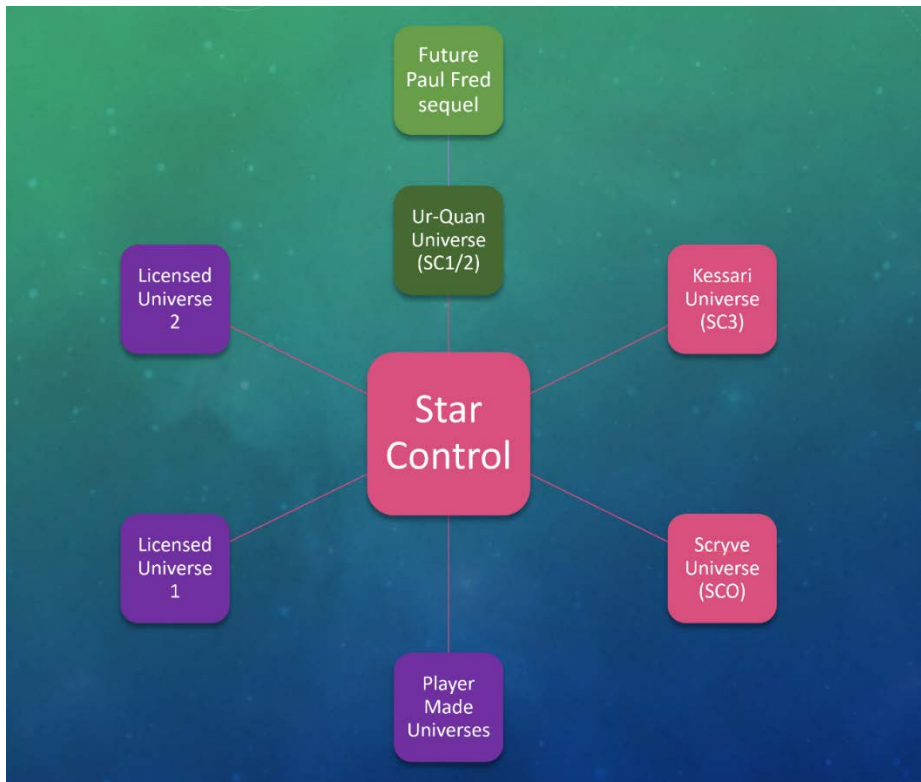 Future
Paul Fred
sequel
Ur-Quan
Universe
(SC1/2)
Licensed
Universe
2
Kessari
Universe
(SC3)
Star
Control
Licensed
Universe
1
Scryve
Universe
(SCO)
Player
Made
Universes